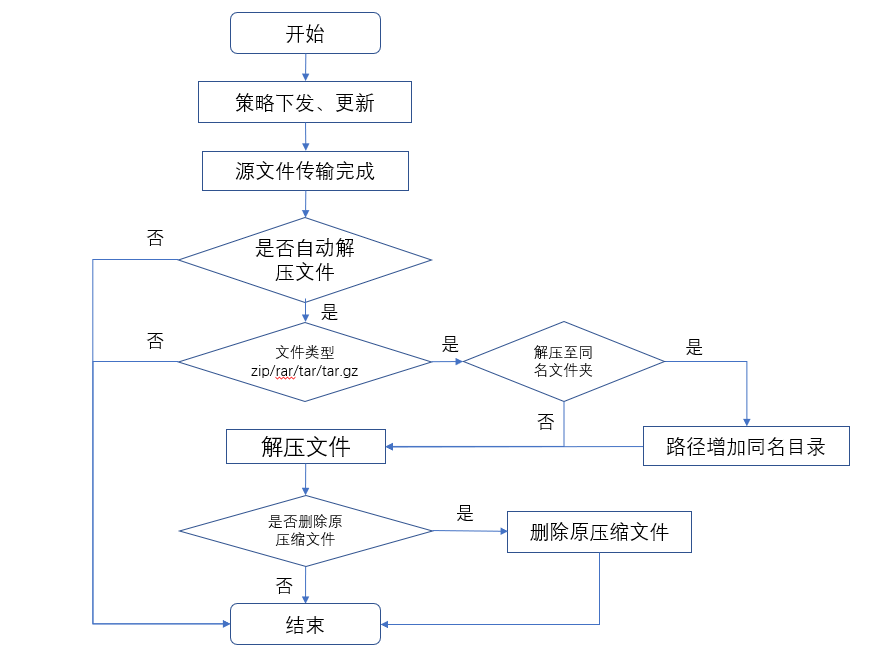 开始
策略下发、更新
源文件传输完成
否
是否自动解
压文件
是
否
文件类型
zip/rar/tar/tar.gz
是
解压至同
名文件夹
是
否
解压文件
路径增加同名目录
是否删除原
压缩文件
是
删除原压缩文件
否
结束